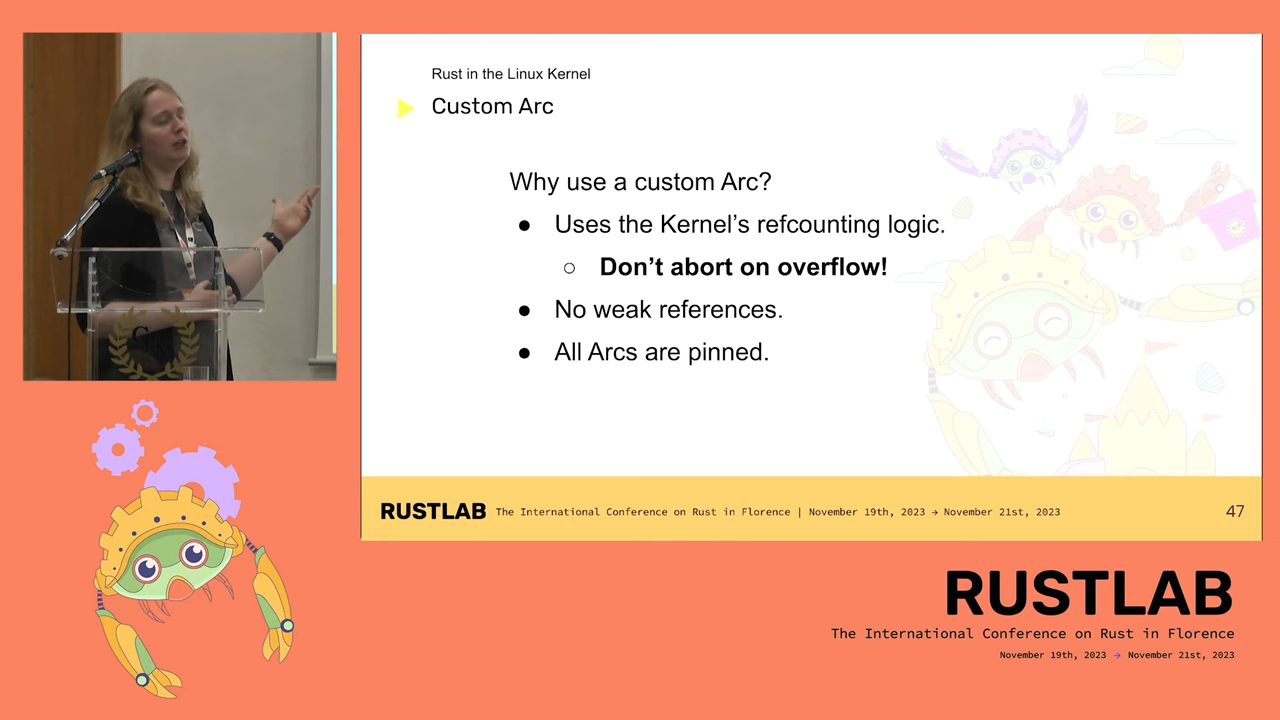 Rust in the Linux Kernel
Custom Arc
Why use a custom Arc?
● Uses the Kernel’s refcounting logic.
○ Don’t abort on overflow!
● No weak references.
● All Arcs are pinned.
RUSTLAB The International Conference on Rust in Florence | November 19th, 2023 → November 21st, 2023 47
RUSTLAB
The International Conference on Rust in Florence
November 19th, 2023 → November 21st, 2023